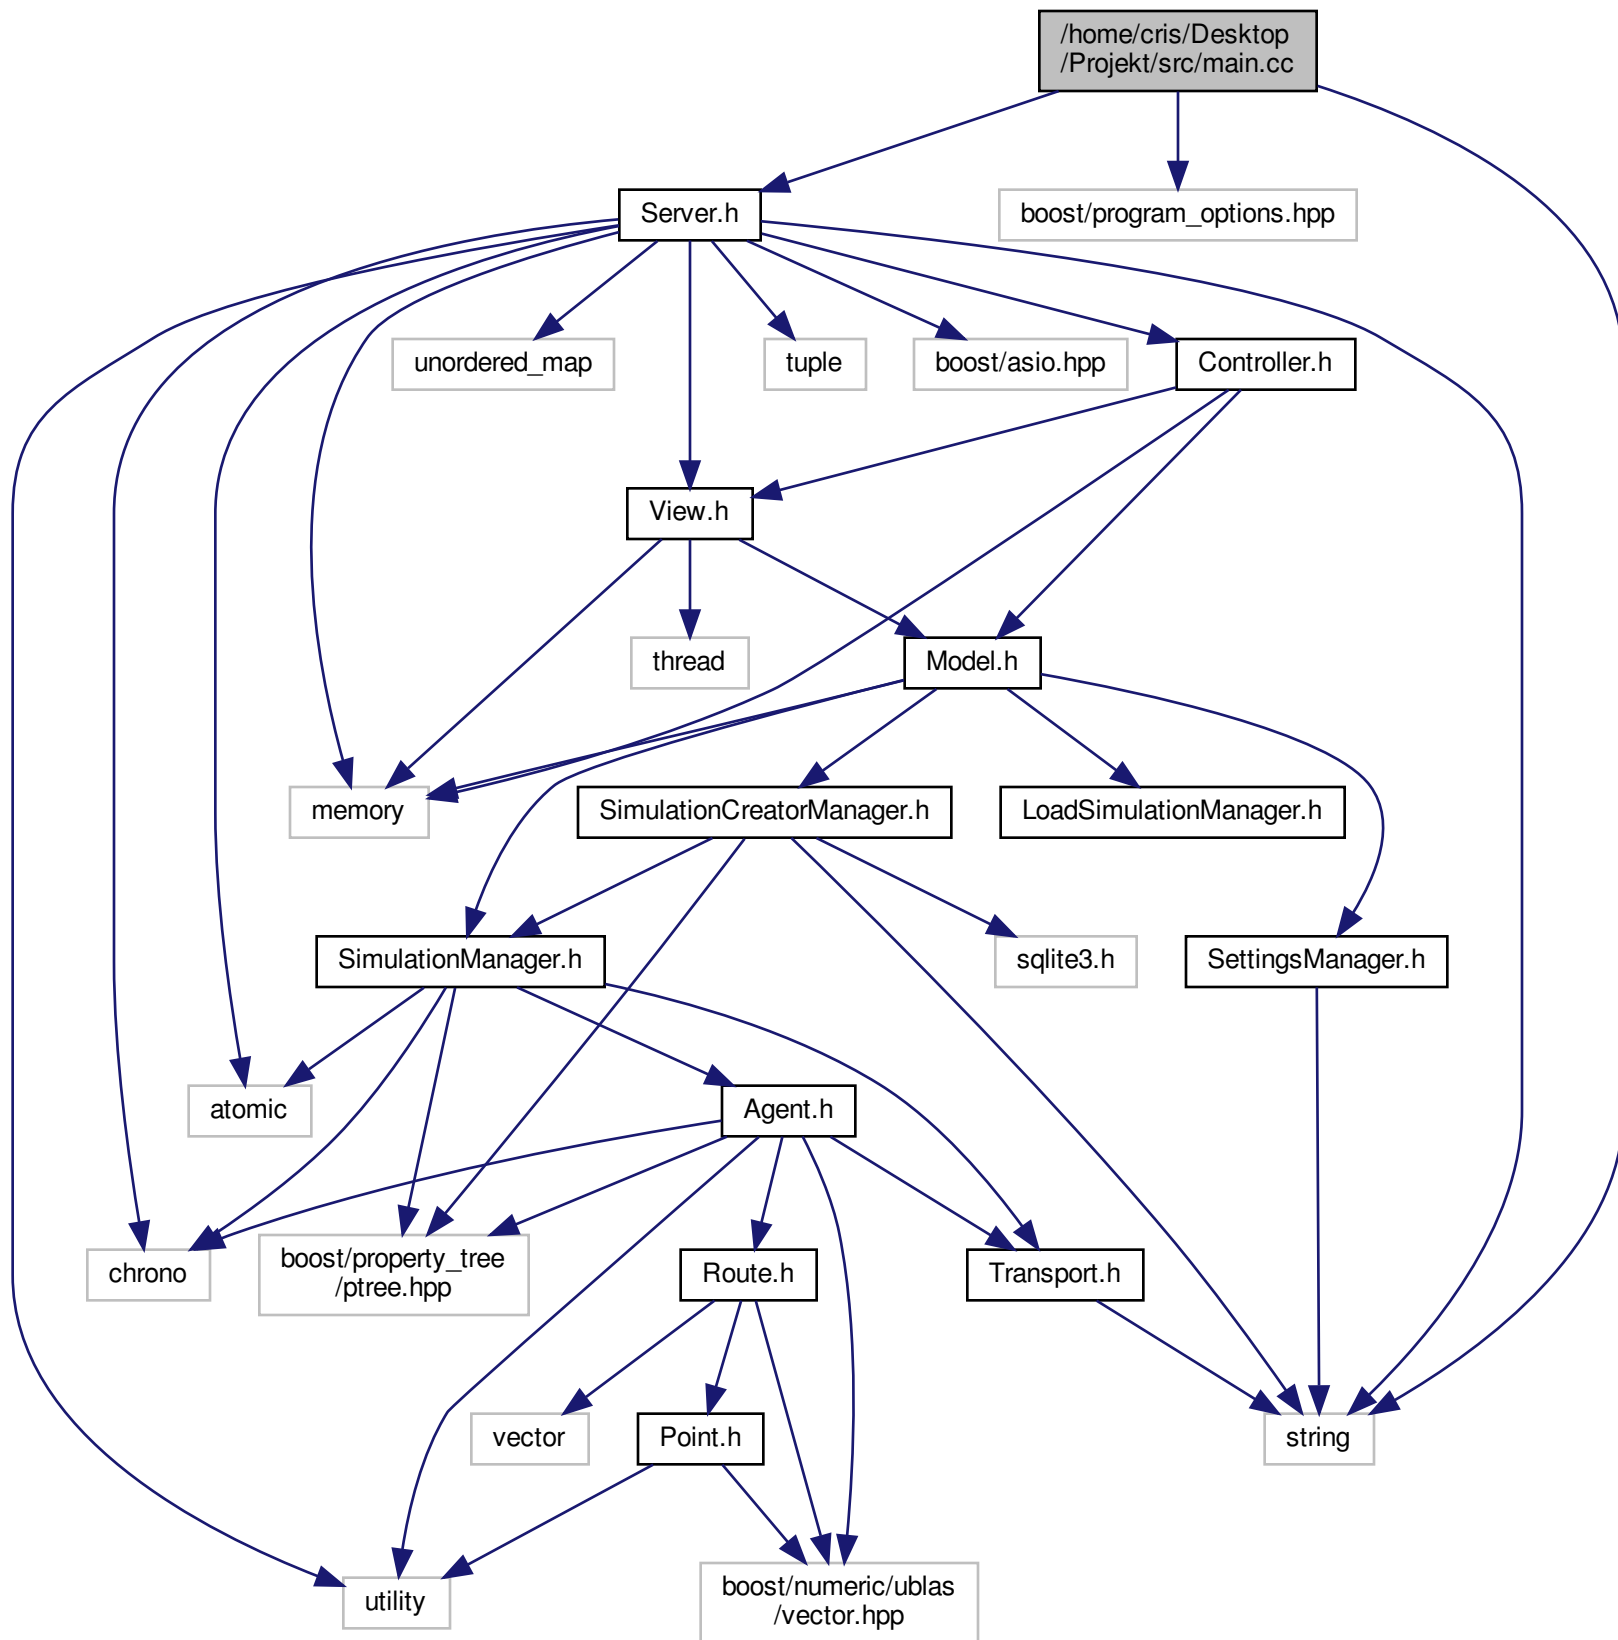 /home/cris/Desktop
/Projekt/src/main.cc
Server.h
boost/program_options.hpp
unordered_map
tuple
boost/asio.hpp
Controller.h
View.h
thread
Model.h
memory
SimulationCreatorManager.h
LoadSimulationManager.h
SimulationManager.h
sqlite3.h
SettingsManager.h
atomic
Agent.h
chrono
boost/property_tree
/ptree.hpp
Route.h
Transport.h
vector
Point.h
string
utility
boost/numeric/ublas
/vector.hpp